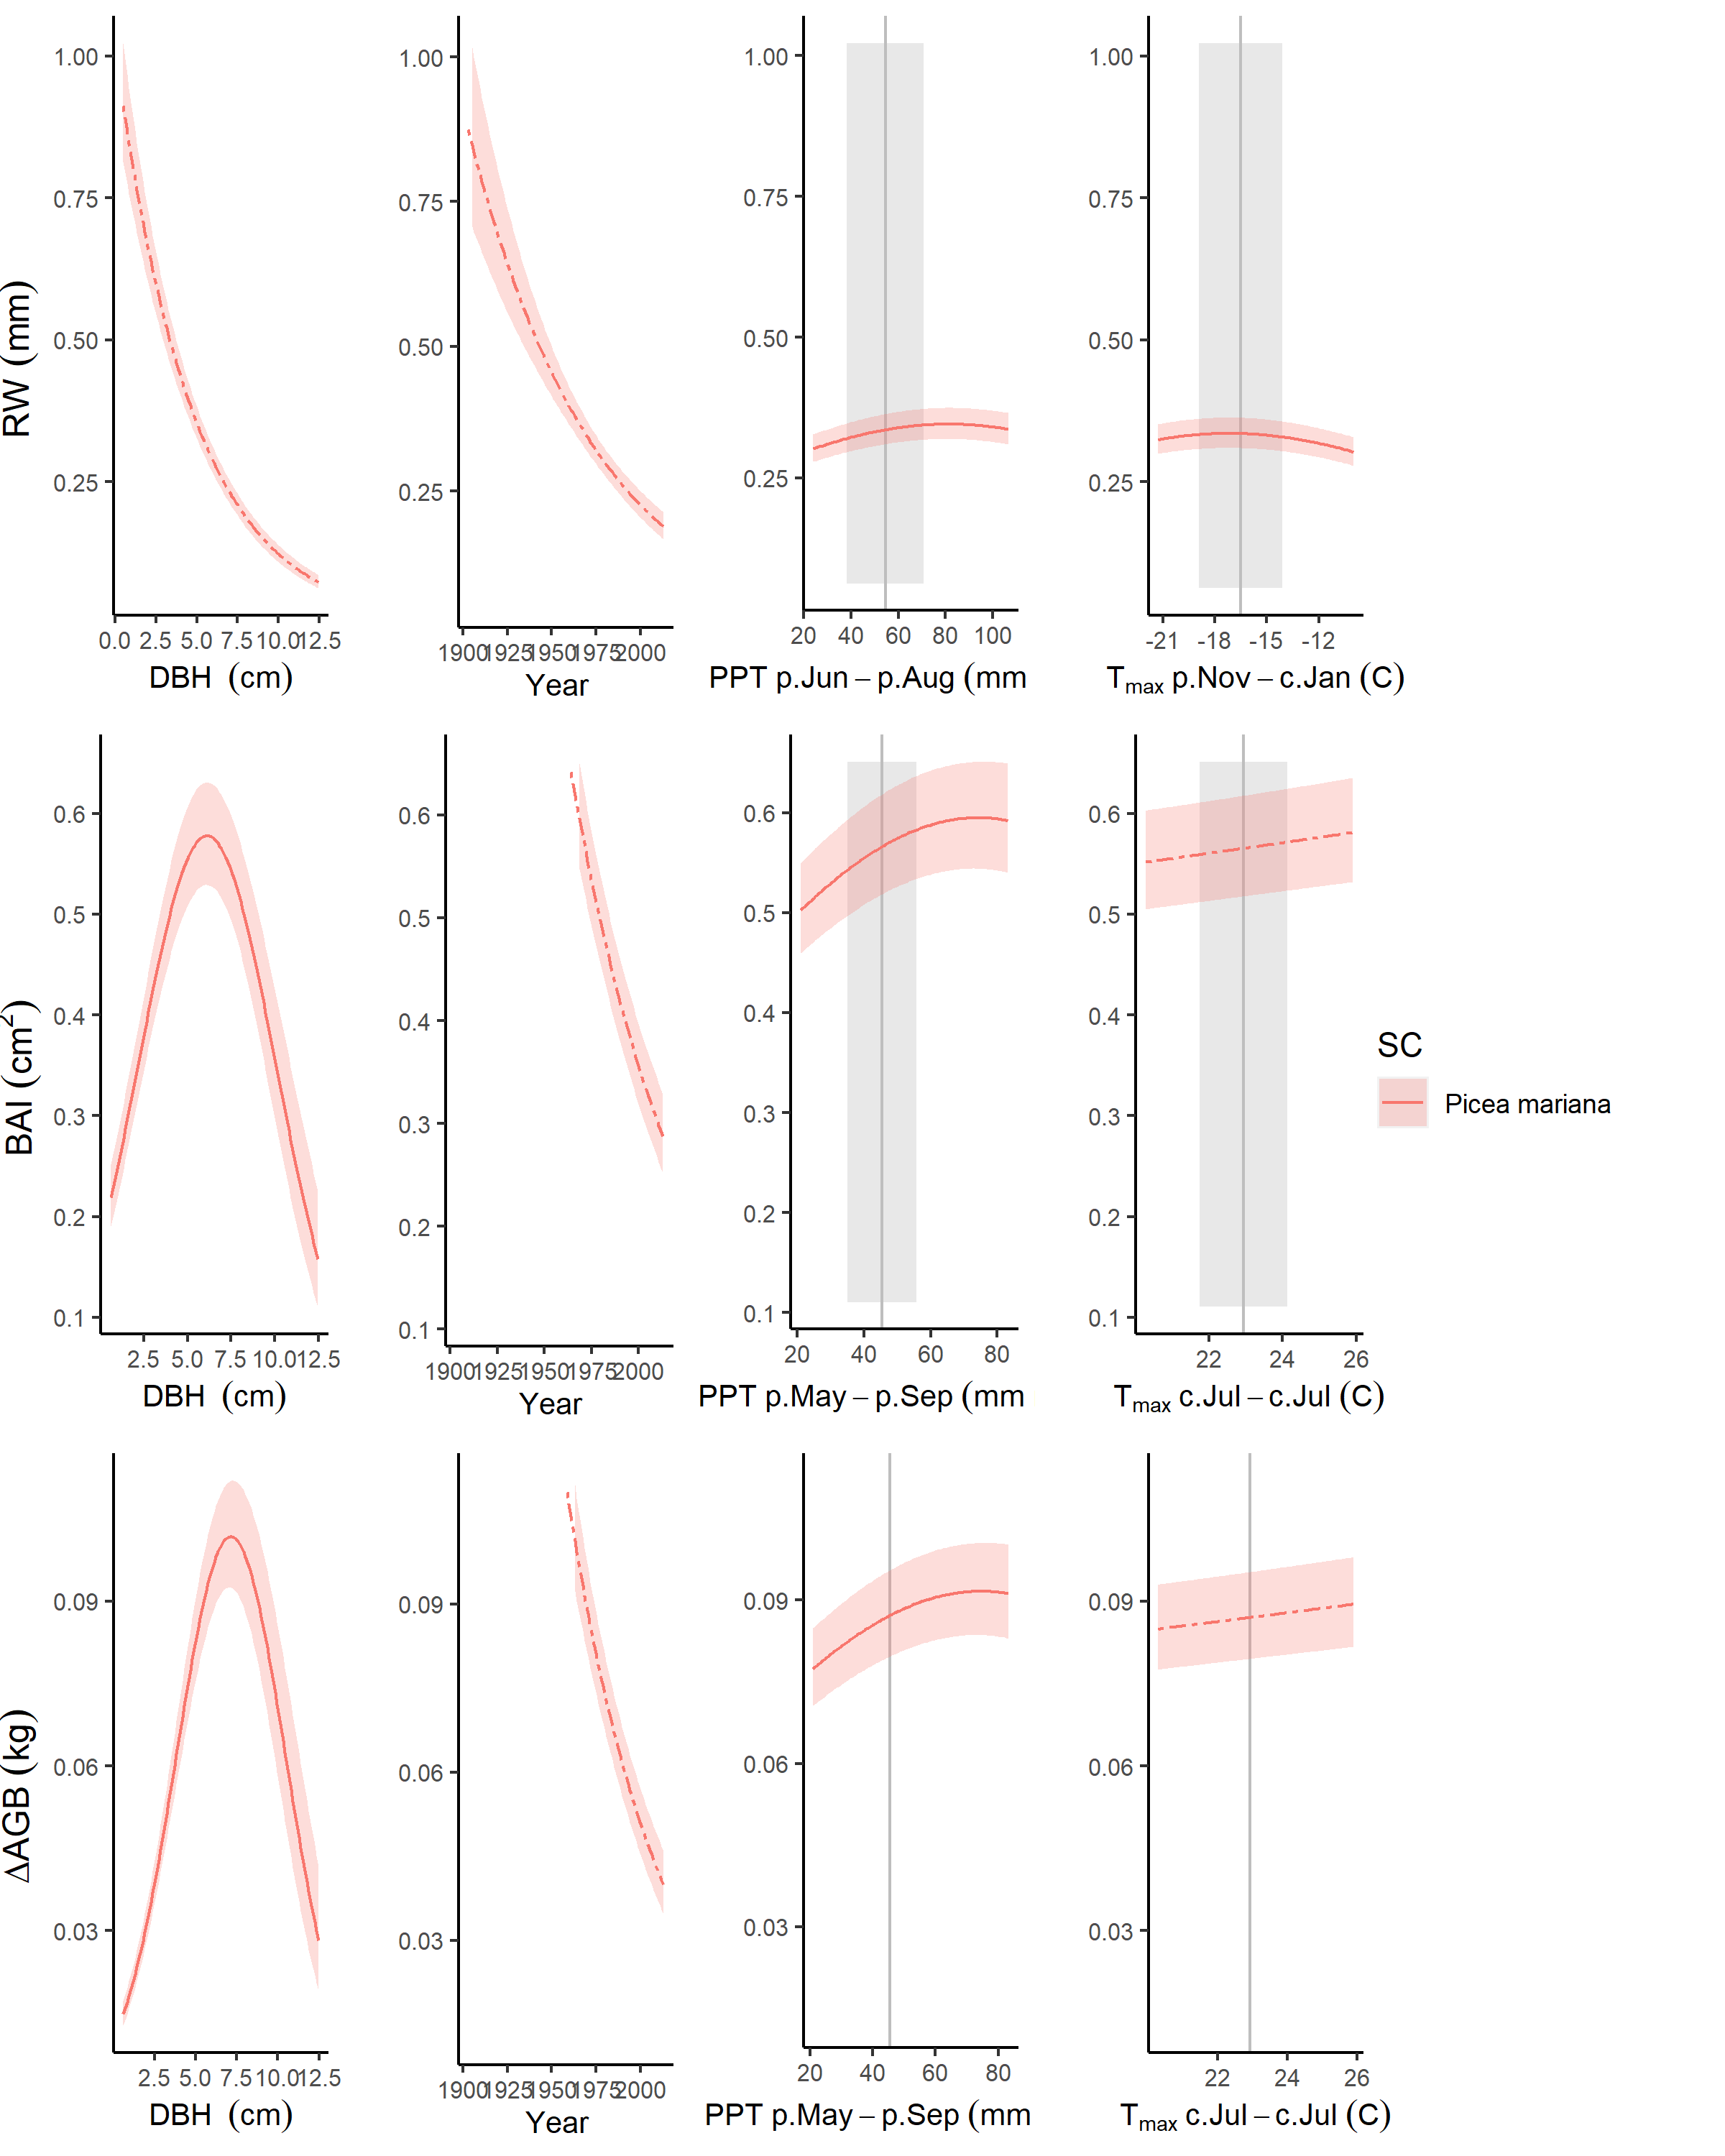 RW (mm)
1.00
0.75
0.50
0.25
0.0 2.5 5.0 7.5 10.0 12.5
DBH (cm)
1.00
0.75
0.50
0.25
1900 1925 1950 1975 2000
Year
1.00
0.75
0.50
0.25
20 40 60 80 100
PPT p.Jun – p.Aug (mm
1.00
0.75
0.50
0.25
-21 -18 -15 -12
Tmax p.Nov – c.Jan (C)
BAI (cm²)
0.6
0.5
0.4
0.3
0.2
0.1
2.5 5.0 7.5 10.0 12.5
DBH (cm)
0.6
0.5
0.4
0.3
0.2
0.1
1900 1925 1950 1975 2000
Year
0.6
0.5
0.4
0.3
0.2
0.1
20 40 60 80
PPT p.May – p.Sep (mm
0.6
0.5
0.4
0.3
0.2
0.1
22 24 26
Tmax c.Jul – c.Jul (C)
SC
Picea mariana
ΔAGB (kg)
0.09
0.06
0.03
2.5 5.0 7.5 10.0 12.5
DBH (cm)
0.09
0.06
0.03
1900 1925 1950 1975 2000
Year
0.09
0.06
0.03
20 40 60 80
PPT p.May – p.Sep (mm
0.09
0.06
0.03
22 24 26
Tmax c.Jul – c.Jul (C)